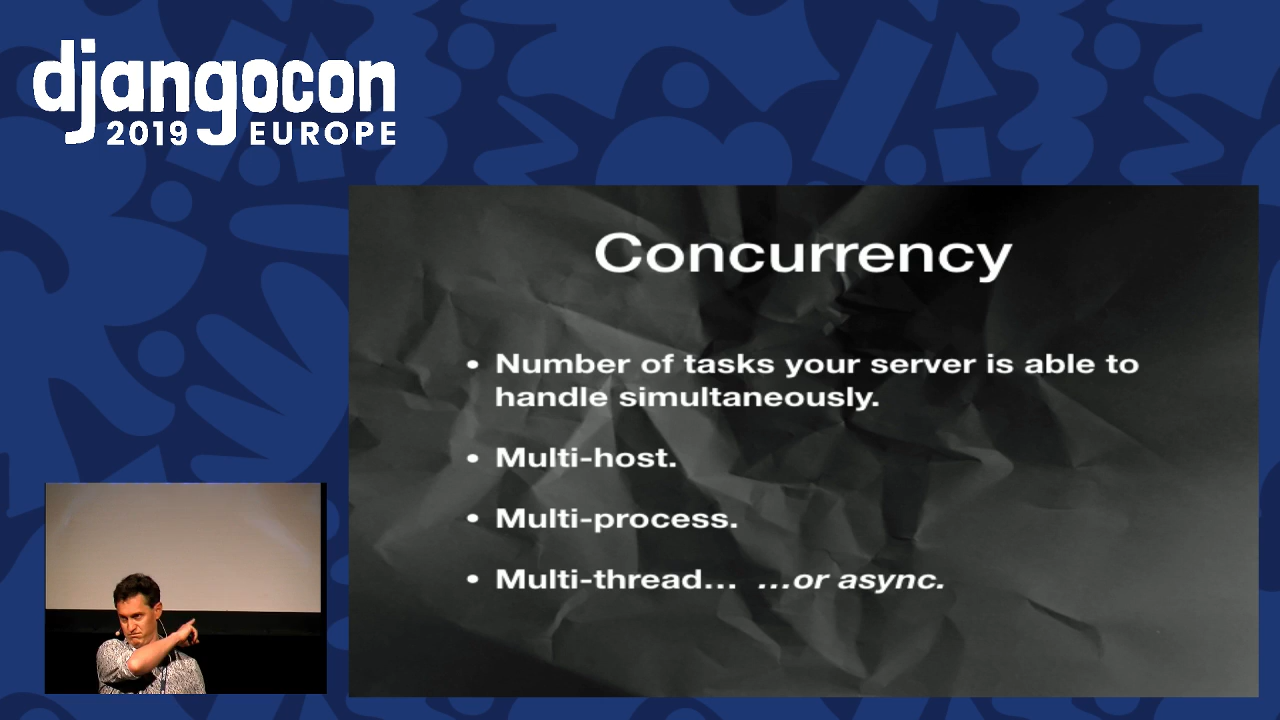 djangocon
2019 EUROPE
Concurrency
• Number of tasks your server is able to
handle simultaneously.
• Multi-host.
• Multi-process.
• Multi-thread… …or async.